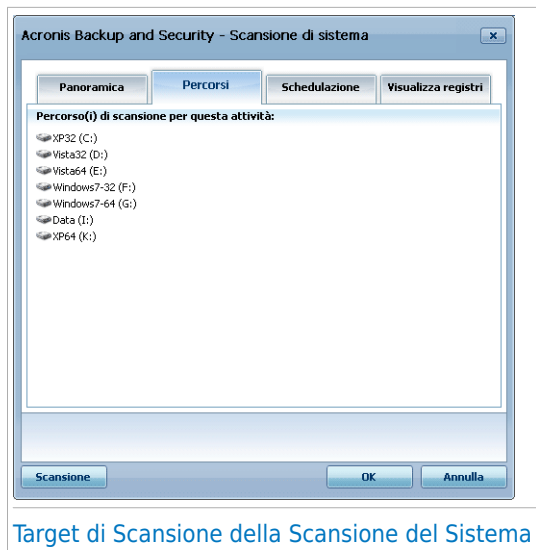 Acronis Backup and Security - Scansione di sistema
Panoramica
Percorsi
Schedulazione
Visualizza registri
Percorso(i) di scansione per questa attività:
XP32 (C:)
Vista32 (D:)
Vista64 (E:)
Windows7-32 (F:)
Windows7-64 (G:)
Data (I:)
XP64 (K:)
Scansione
OK
Annulla
Target di Scansione della Scansione del Sistema